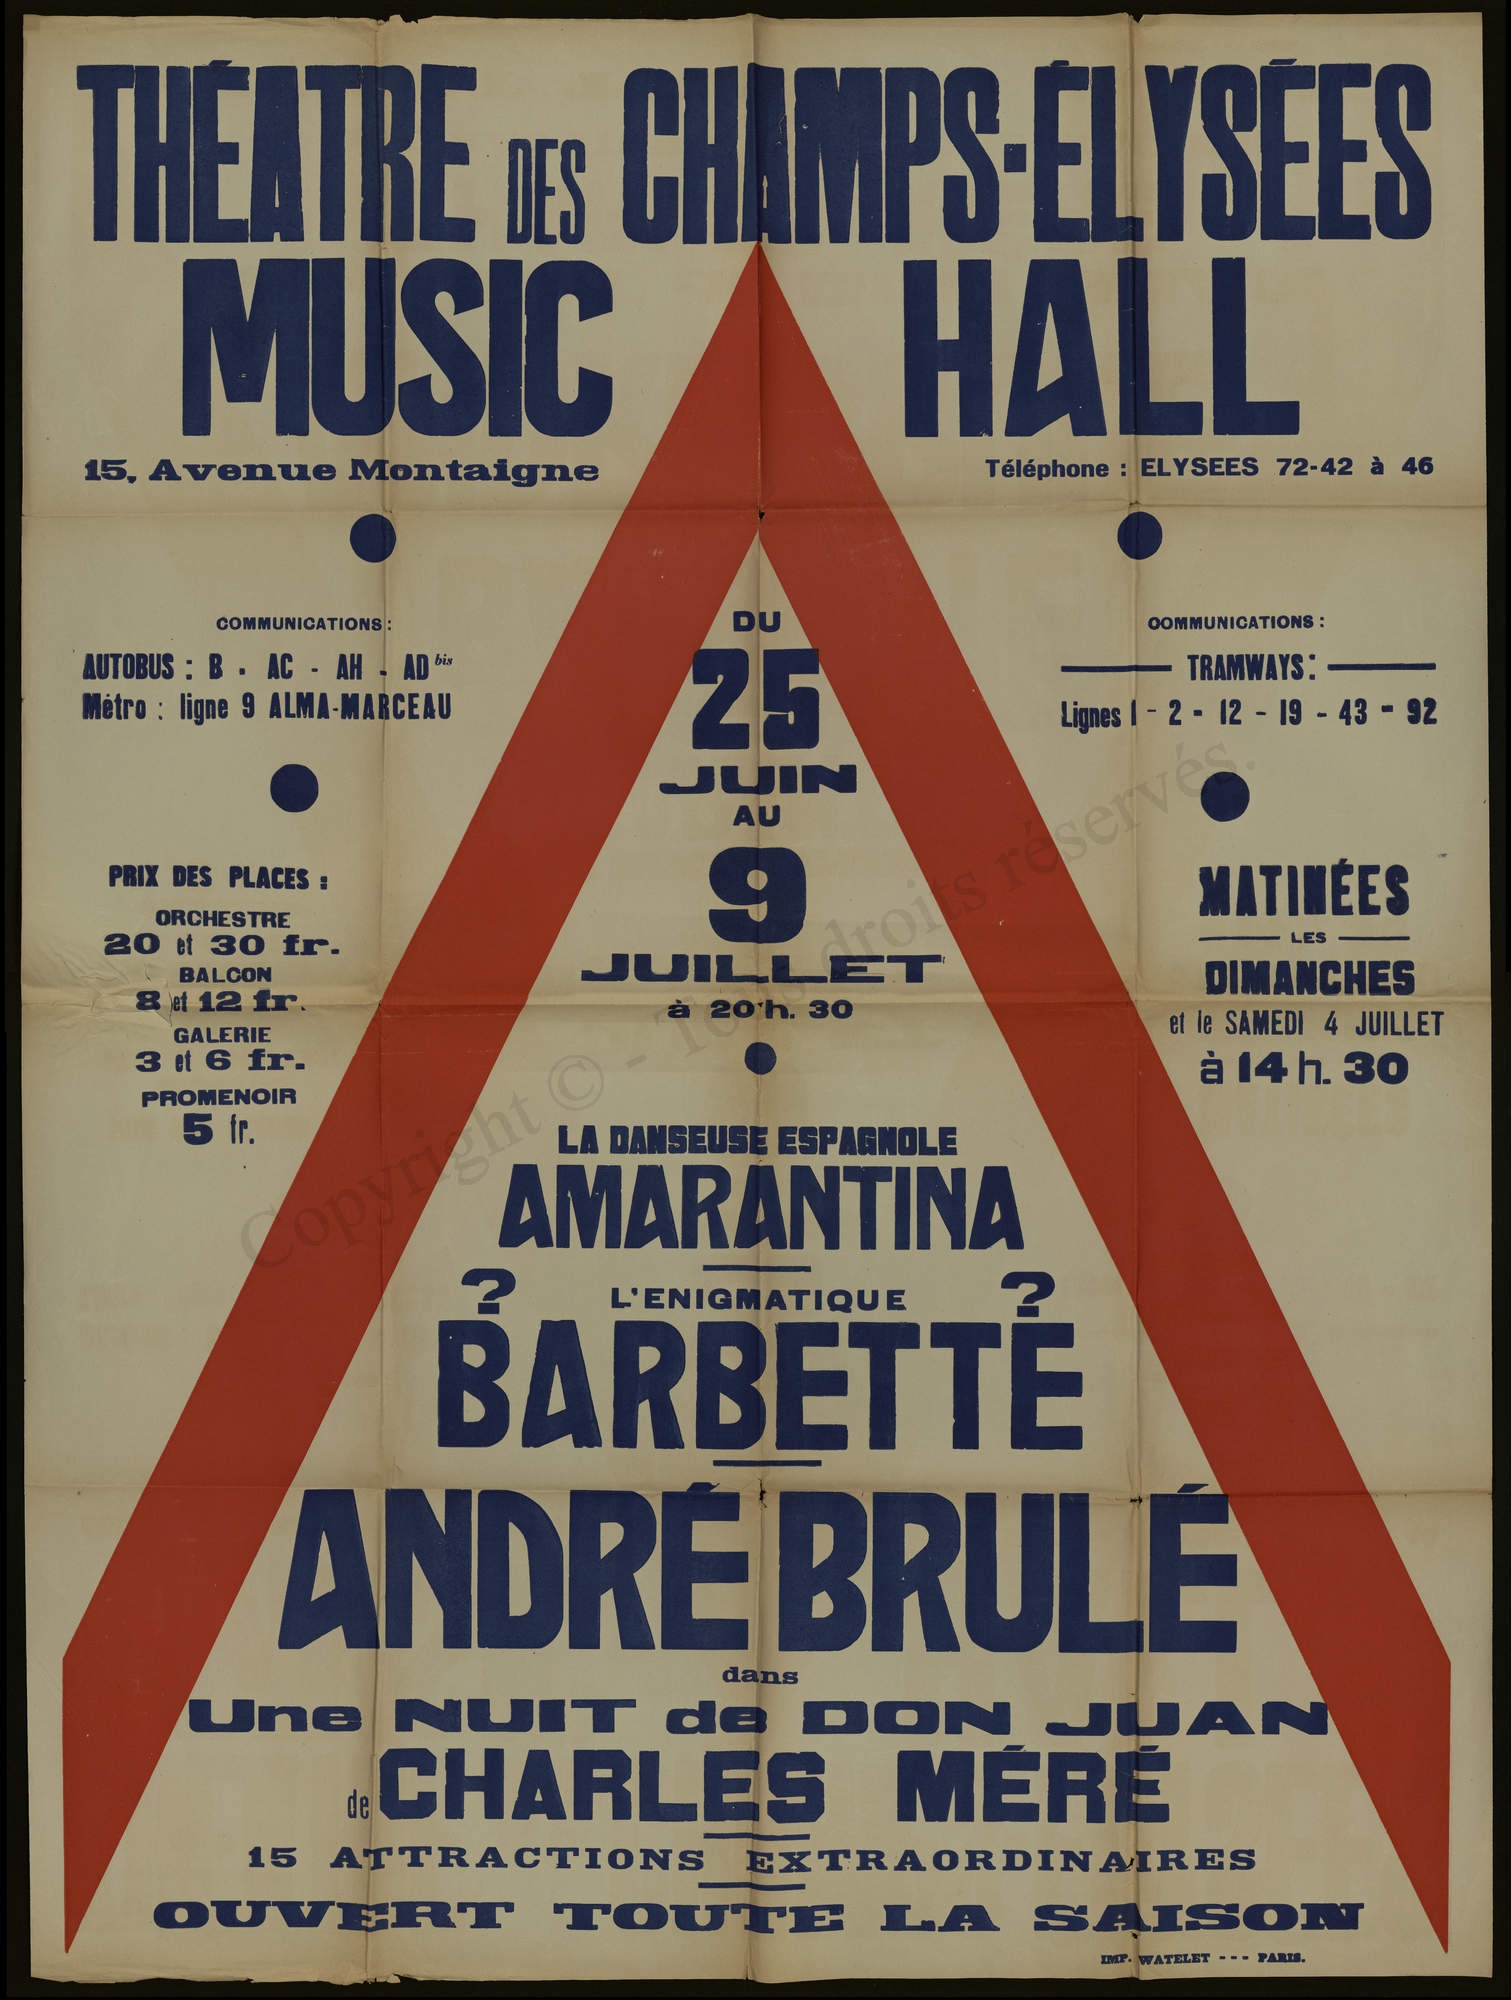 THÉATRE DES CHAMPS-ÉLYSÉES
MUSIC HALL
15, Avenue Montaigne
Téléphone : ELYSEES 72-42 à 46
COMMUNICATIONS:
AUTOBUS : B - AC - AH - AD bis
Métro : ligne 9 ALMA-MARCEAU
COMMUNICATIONS:
TRAMWAYS:
Lignes 1 - 2 - 12 - 19 - 43 - 92
PRIX DES PLACES :
ORCHESTRE
20 et 30 fr.
BALCON
8 et 12 fr.
GALERIE
3 et 6 fr.
PROMENOIR
5 fr.
DU
25
JUIN
AU
9
JUILLET
à 20 h. 30
MATINÉES
LES
DIMANCHES
et le SAMEDI 4 JUILLET
à 14 h. 30
LA DANSEUSE ESPAGNOLE
AMARANTINA
? L'ENIGMATIQUE ?
BARBETTE
ANDRÉ BRULÉ
dans
Une NUIT de DON JUAN
de CHARLES MÉRÉ
15 ATTRACTIONS EXTRAORDINAIRES
OUVERT TOUTE LA SAISON
IMP. WATELET --- PARIS.
Copyright © - Tous droits réservés.